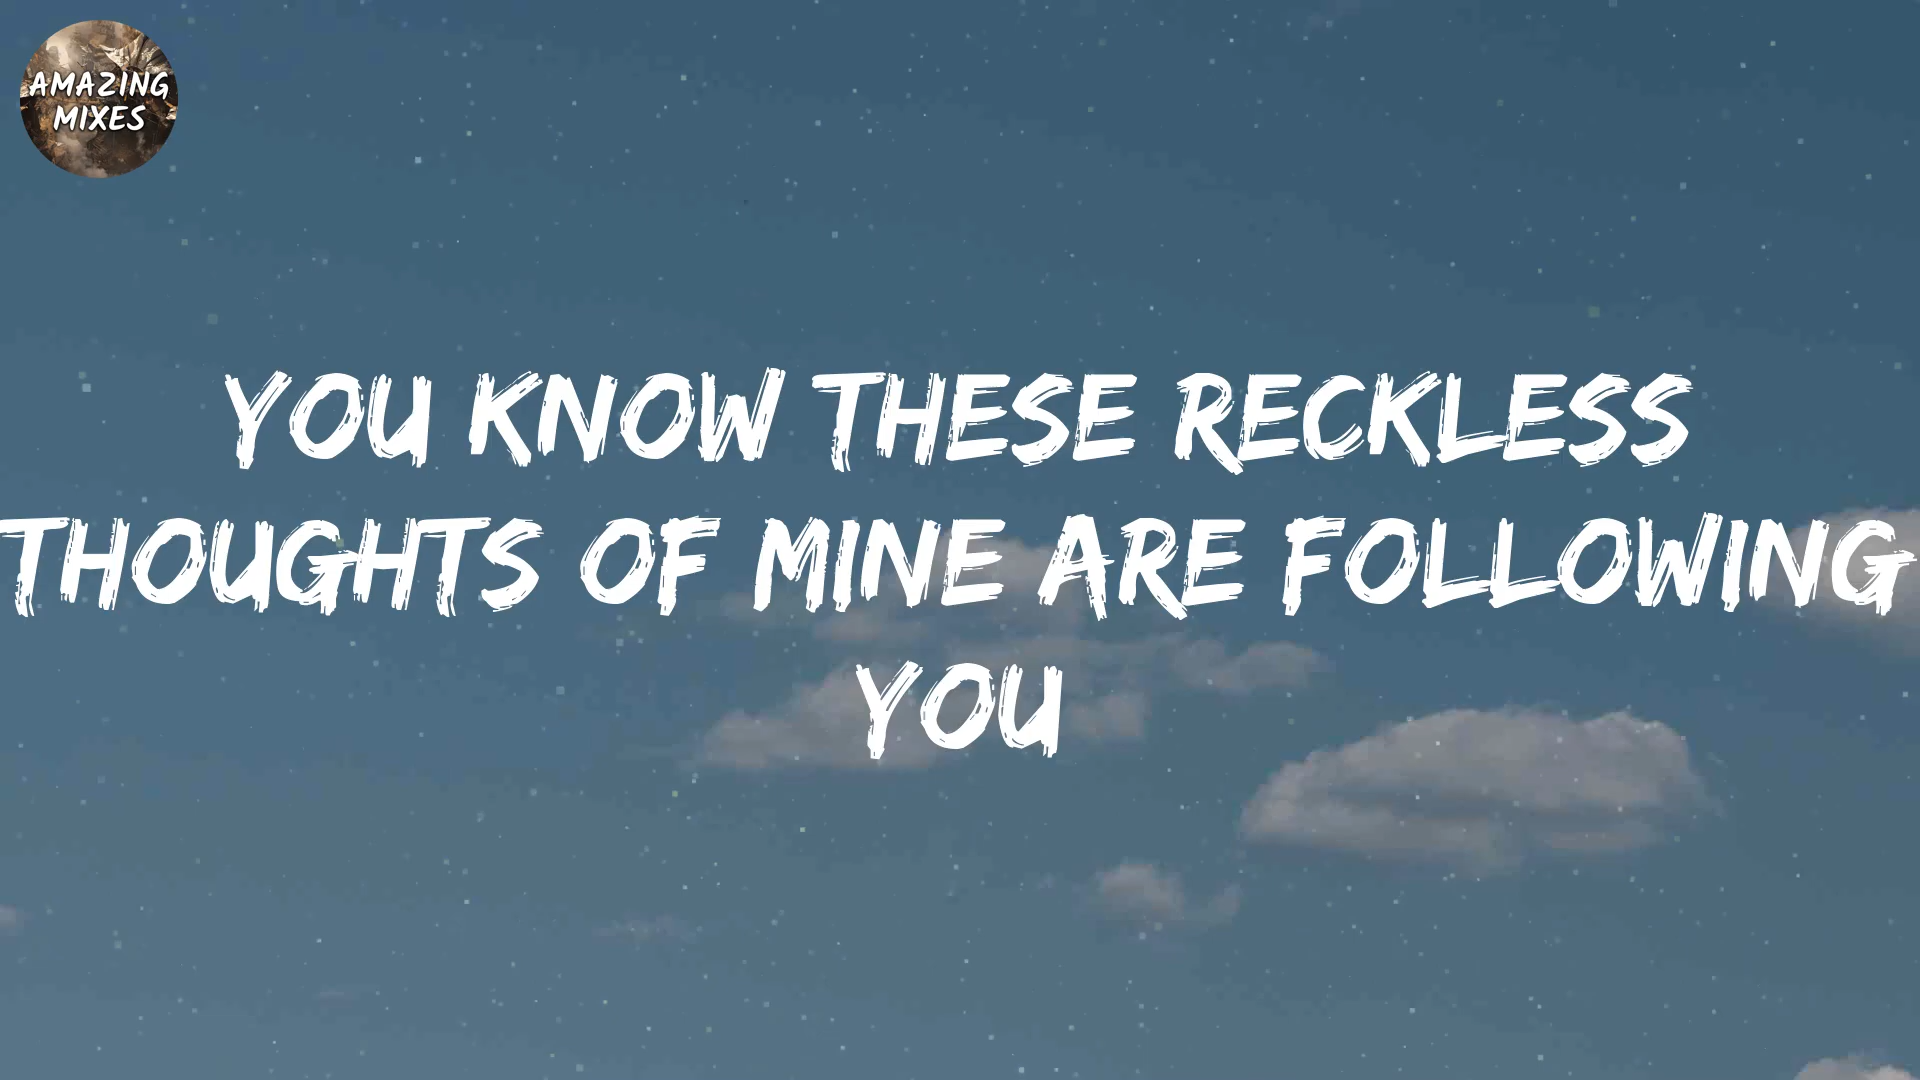 AMAZING
MIXES
YOU KNOW THESE RECKLESS
THOUGHTS OF MINE ARE FOLLOWING
YOU